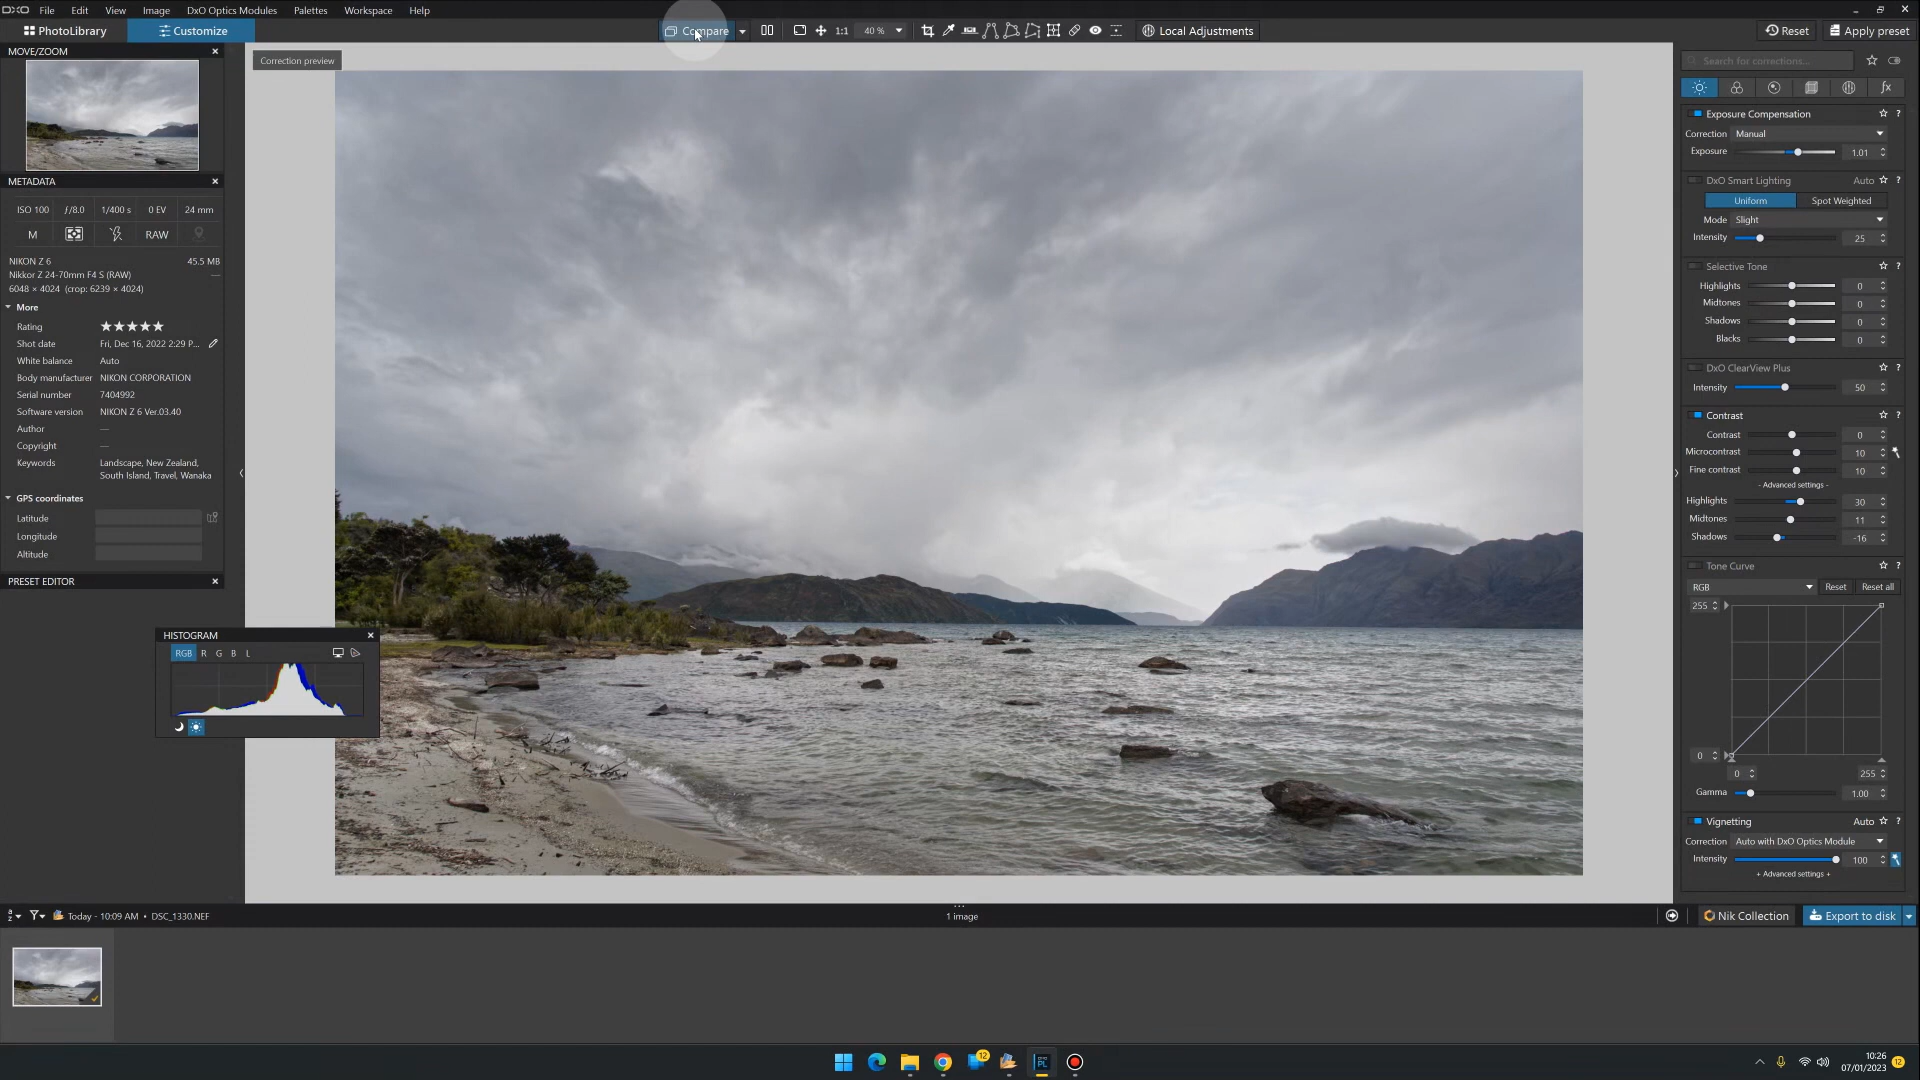 DXO File Edit View Image DxO Optics Modules Palettes Workspace Help
PhotoLibrary Customize Compare 1:1 40 % Local Adjustments Reset Apply preset
MOVE/ZOOM
Correction preview
Search for corrections...
METADATA
ISO 100 ƒ/8.0 1/400 s 0 EV 24 mm
M RAW
NIKON Z 6 45.5 MB
Nikkor Z 24-70mm F4 S (RAW) —
6048 × 4024 (crop: 6239 × 4024)
More
Rating ★★★★★
Shot date Fri, Dec 16, 2022 2:29 P...
White balance Auto
Body manufacturer NIKON CORPORATION
Serial number 7404992
Software version NIKON Z 6 Ver.03.40
Author —
Copyright —
Keywords Landscape, New Zealand,
South Island, Travel, Wanaka
GPS coordinates
Latitude
Longitude
Altitude
PRESET EDITOR
HISTOGRAM
RGB R G B L
fx
Exposure Compensation ?
Correction Manual
Exposure 1.01
DxO Smart Lighting Auto ?
Uniform Spot Weighted
Mode Slight
Intensity 25
Selective Tone ?
Highlights 0
Midtones 0
Shadows 0
Blacks 0
DxO ClearView Plus ?
Intensity 50
Contrast ?
Contrast 0
Microcontrast 10
Fine contrast 10
- Advanced settings -
Highlights 30
Midtones 11
Shadows -16
Tone Curve ?
RGB Reset Reset all
255
0
0 255
Gamma 1.00
Vignetting Auto ?
Correction Auto with DxO Optics Module
Intensity 100
+ Advanced settings +
Today - 10:09 AM • DSC_1330.NEF 1 image Nik Collection Export to disk
12
DXO
PL
10:26
07/01/2023
12